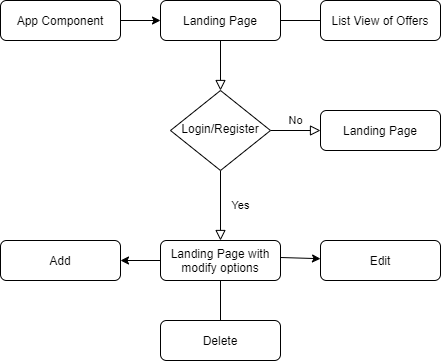 App Component
Landing Page
List View of Offers
Login/Register
No
Landing Page
Yes
Add
Landing Page with
modify options
Edit
Delete